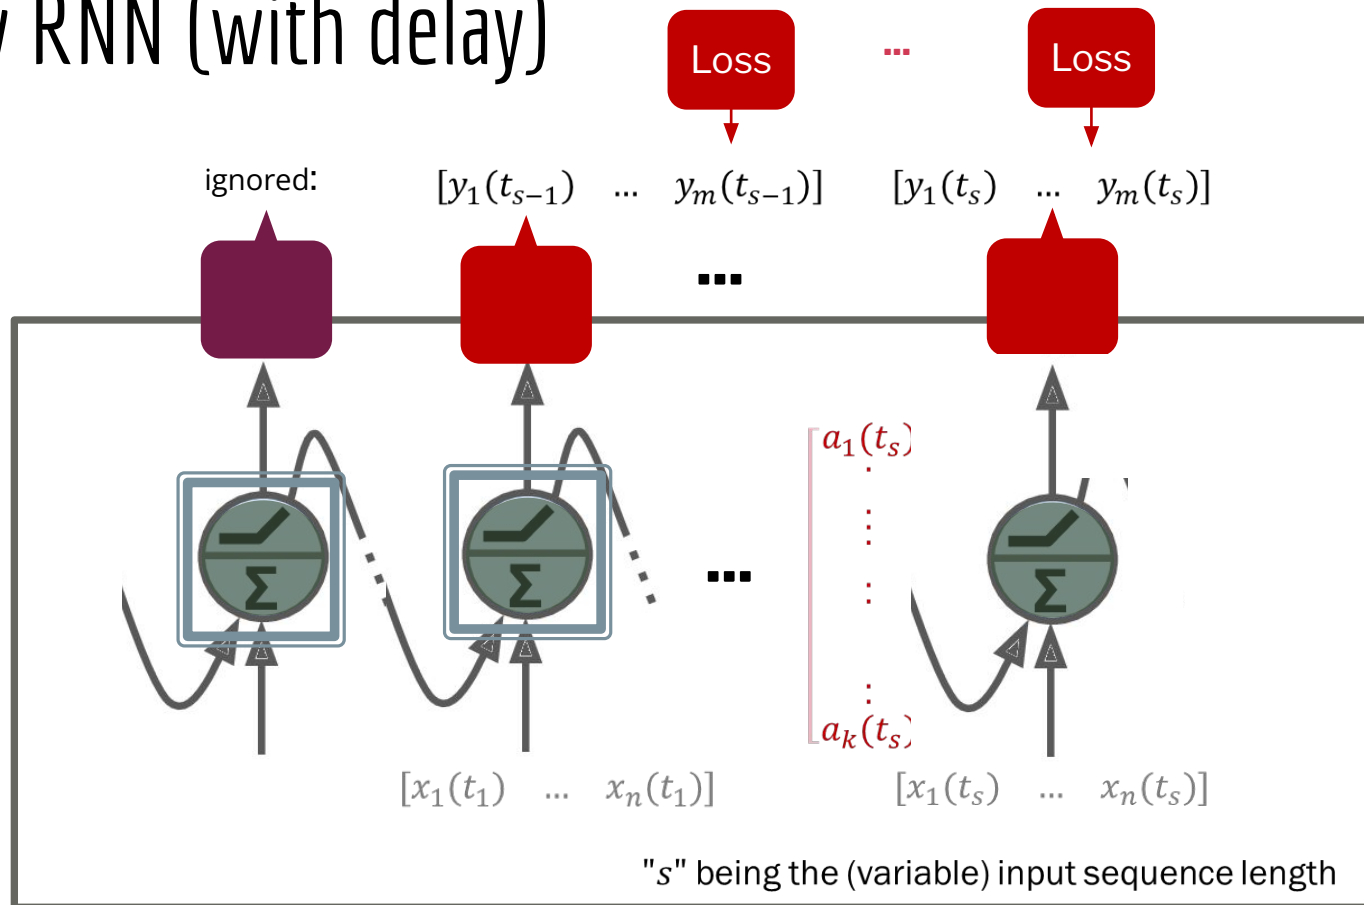 RNN (with delay)
Loss ... Loss
ignored:
[y₁(tₛ₋₁) ... yₘ(tₛ₋₁)] [y₁(tₛ) ... yₘ(tₛ)]
...
a₁(tₛ)
Σ Σ ... Σ
aₖ(tₛ)
[x₁(t₁) ... xₙ(t₁)] [x₁(tₛ) ... xₙ(tₛ)]
"s" being the (variable) input sequence length